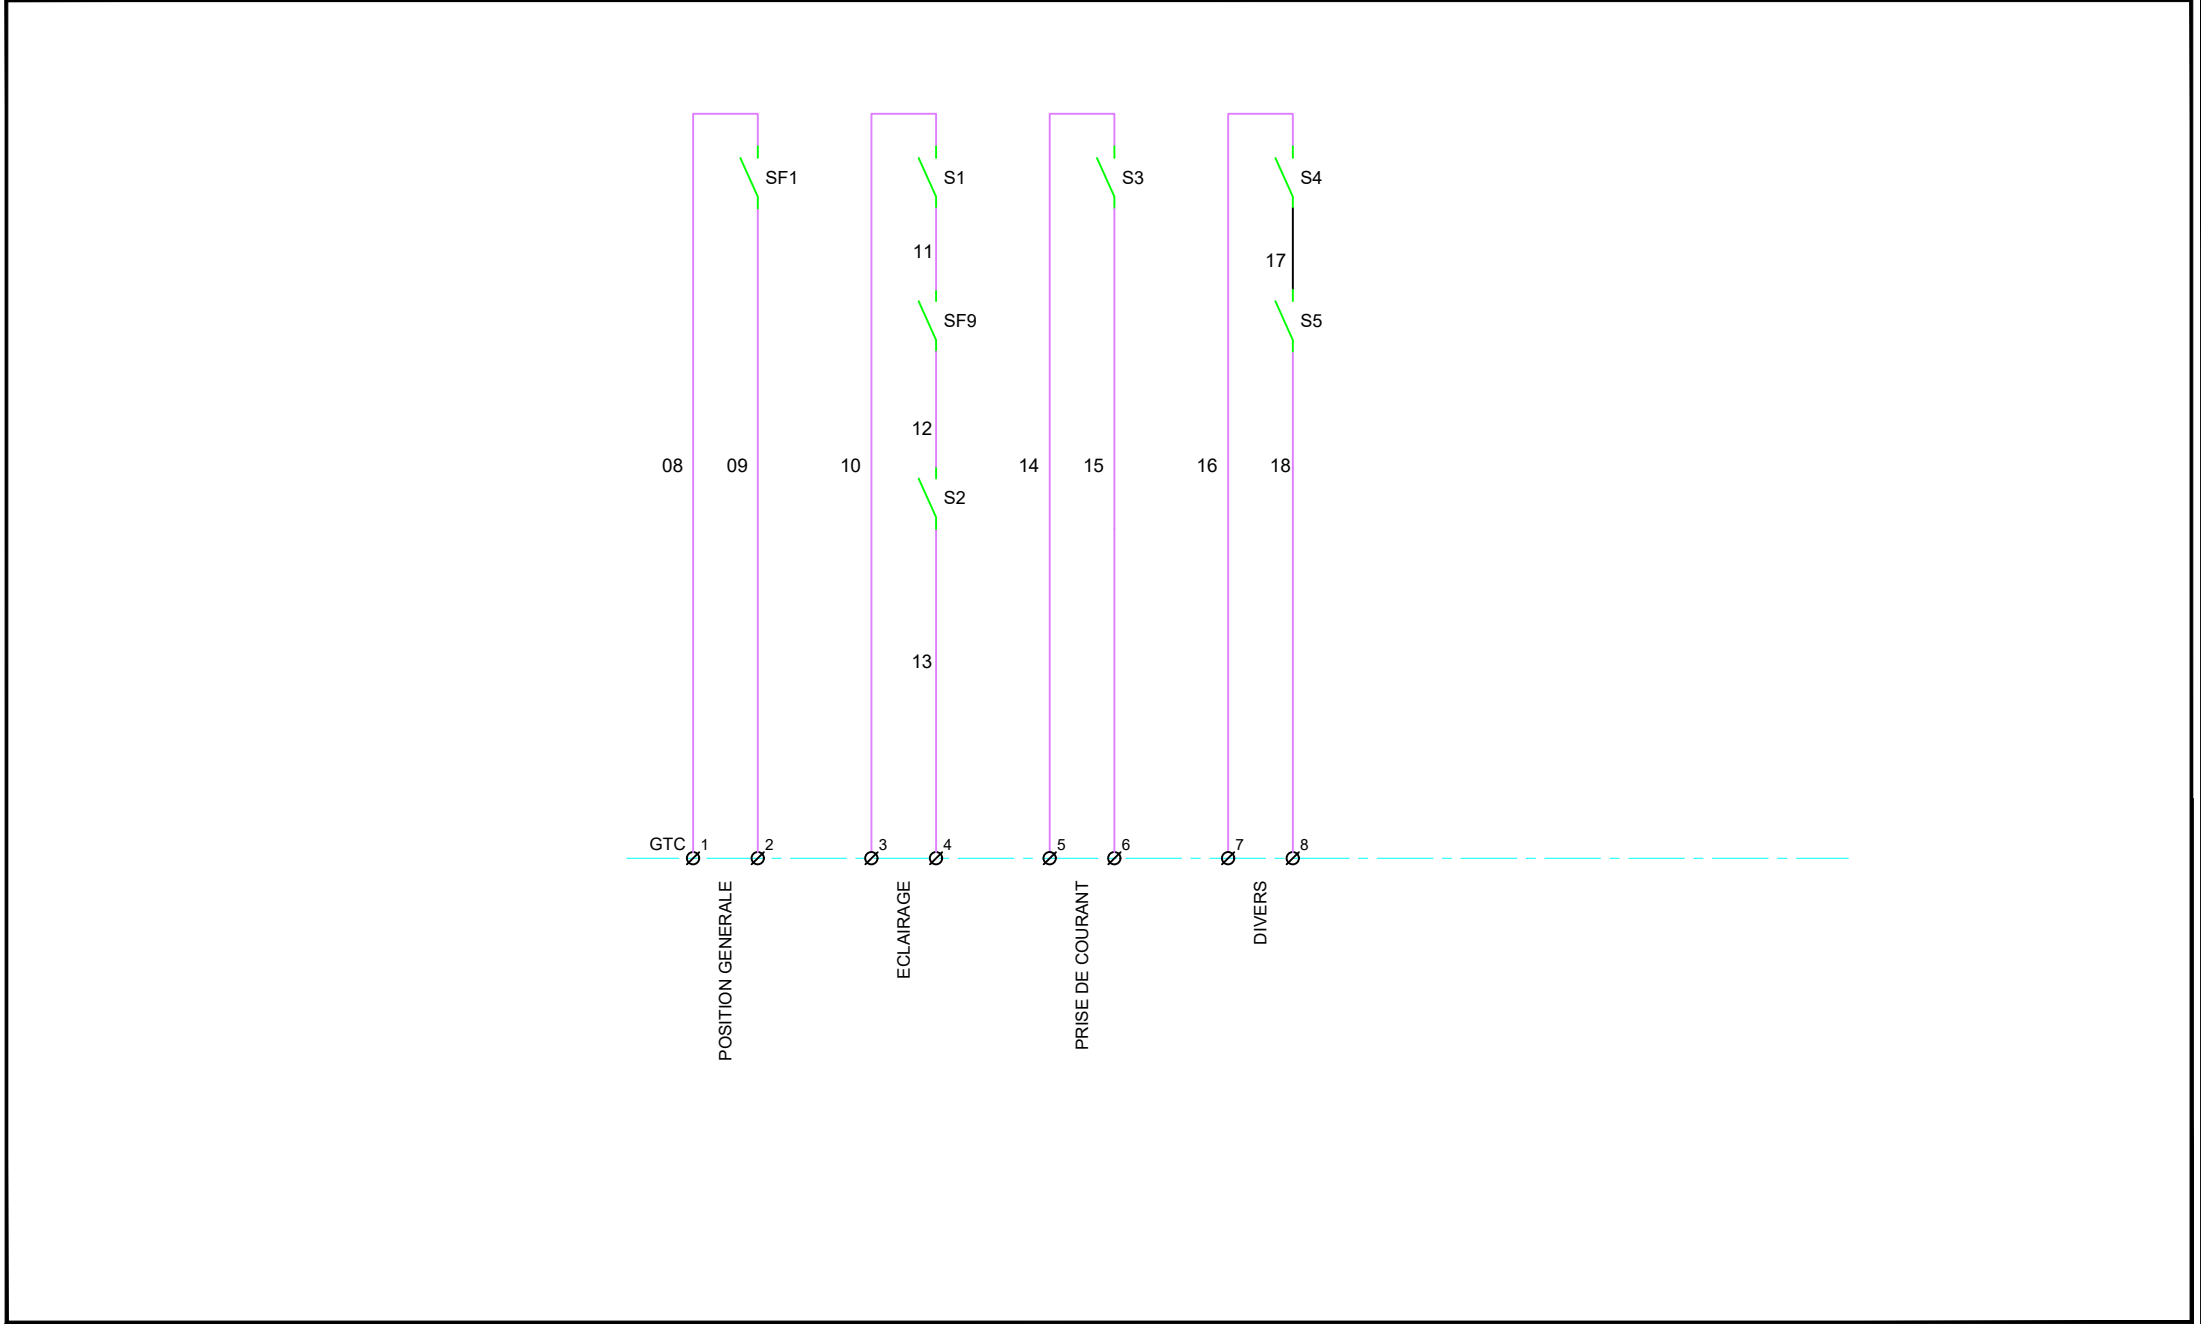 SF1
S1
S3
S4
11
17
SF9
S5
12
08
09
10
14
15
16
18
S2
13
GTC
1
2
3
4
5
6
7
8
POSITION GENERALE
ECLAIRAGE
PRISE DE COURANT
DIVERS